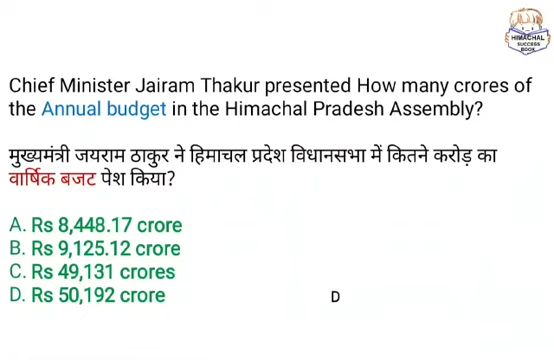 HIMACHAL
SUCCESS
BOOK
Chief Minister Jairam Thakur presented How many crores of
the Annual budget in the Himachal Pradesh Assembly?
मुख्यमंत्री जयराम ठाकुर ने हिमाचल प्रदेश विधानसभा में कितने करोड़ का
वार्षिक बजट पेश किया?
A. Rs 8,448.17 crore
B. Rs 9,125.12 crore
C. Rs 49,131 crores
D. Rs 50,192 crore
D